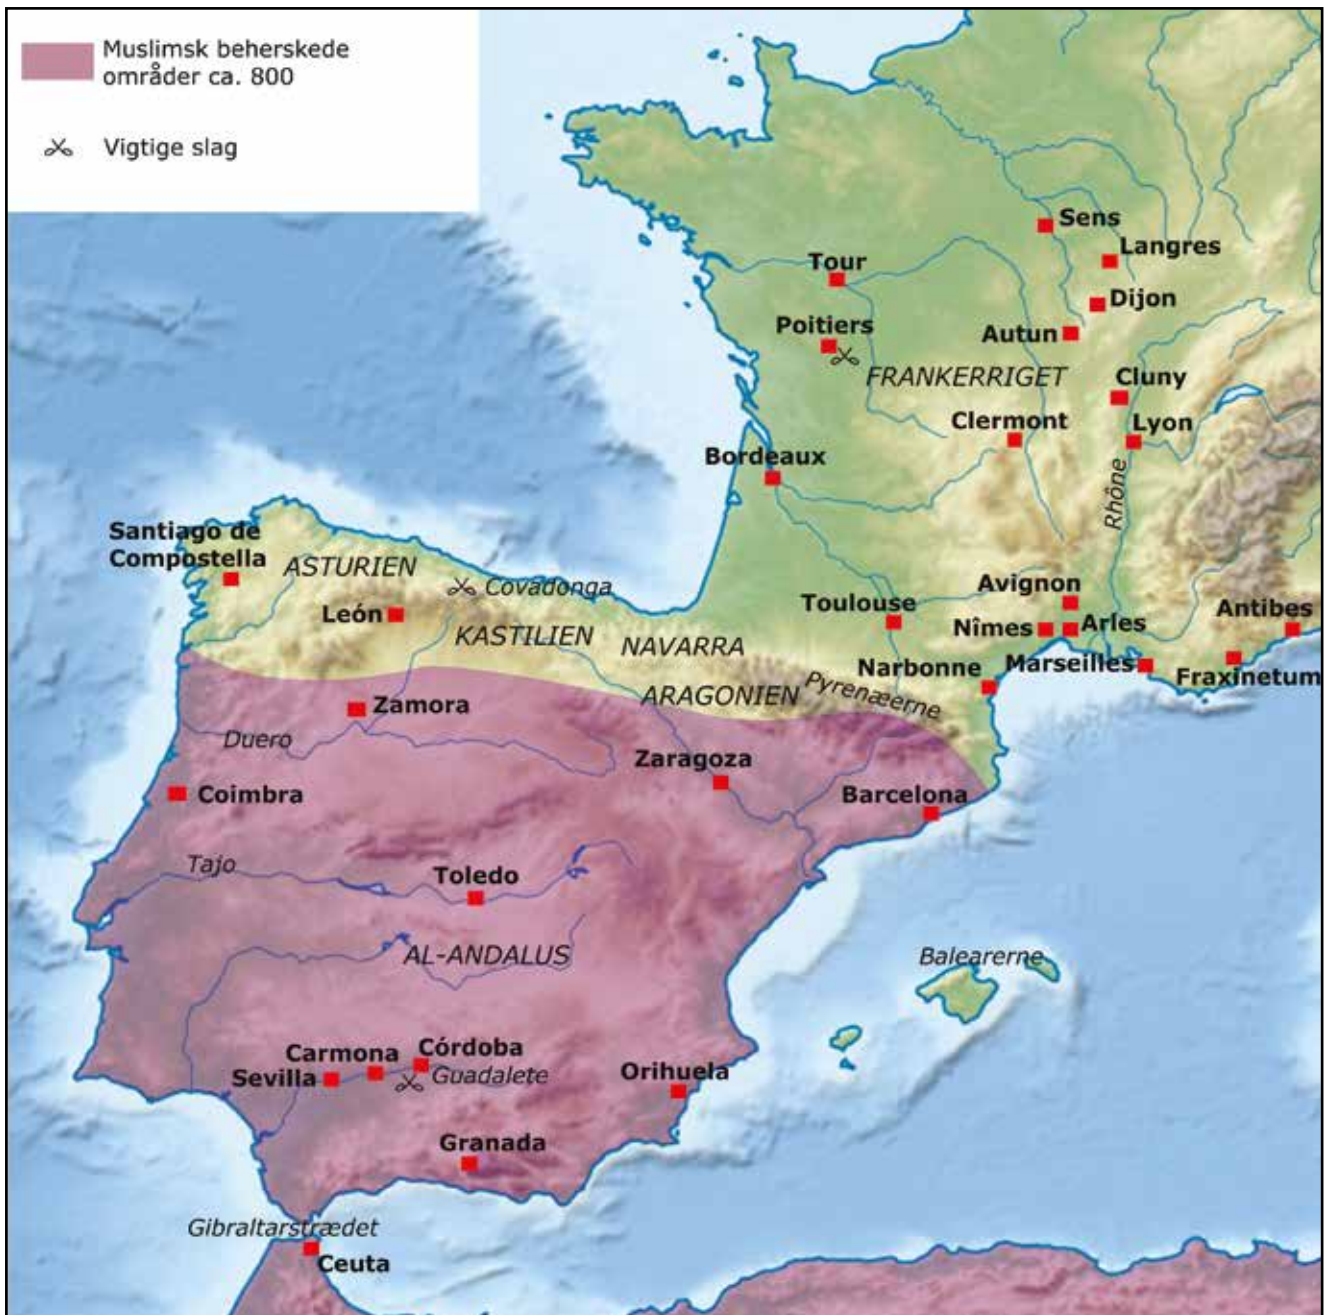 Muslimsk beherskede
områder ca. 800
Vigtige slag
Sens
Langres
Tour
Dijon
Poitiers
Autun
FRANKERRIGET
Cluny
Clermont
Lyon
Bordeaux
Rhône
Santiago de
Compostella
ASTURIEN
Covadonga
Avignon
León
Toulouse
Antibes
KASTILIEN
NAVARRA
Nîmes
Arles
Narbonne
Marseilles
Fraxinetum
ARAGONIEN
Pyrenæerne
Zamora
Duero
Zaragoza
Coimbra
Barcelona
Tajo
Toledo
AL-ANDALUS
Balearerne
Carmona
Córdoba
Sevilla
Guadalete
Orihuela
Granada
Gibraltarstrædet
Ceuta